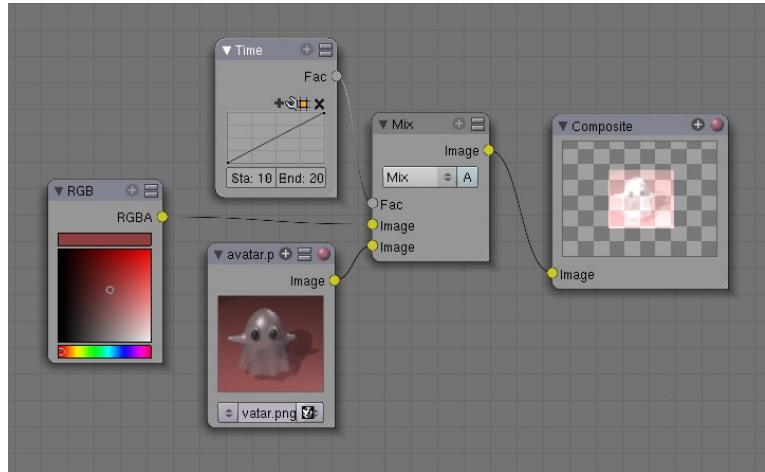 Time
Fac
Sta: 10 End: 20
Mix
Image
Mix A
Fac
Image
Image
Composite
Image
RGB
RGBA
avatar.p
Image
vatar.png